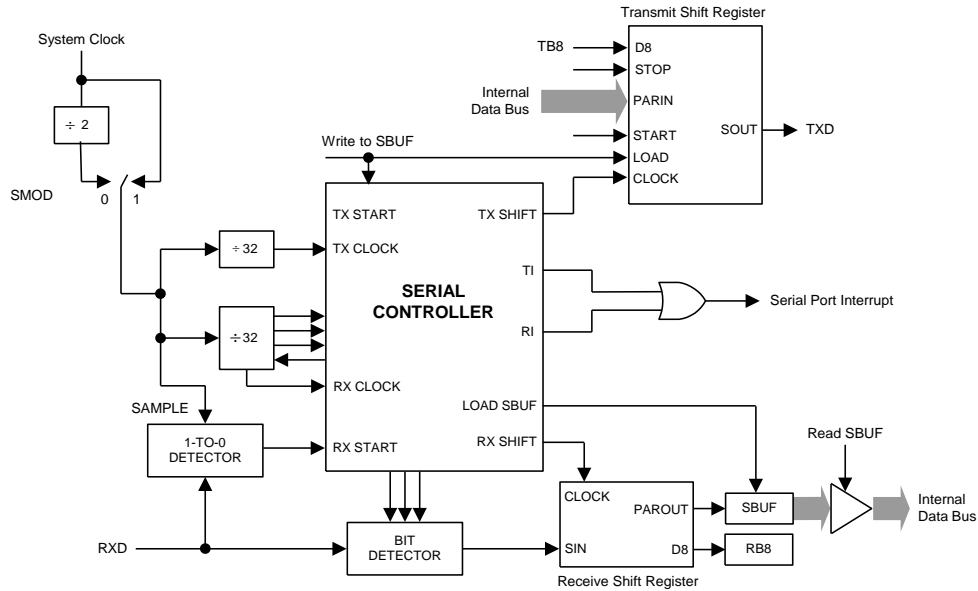 Transmit Shift Register
System Clock
TB8
D8
STOP
Internal
Data Bus
PARIN
÷ 2
START
SOUT
TXD
Write to SBUF
LOAD
CLOCK
SMOD
0
1
TX START
TX SHIFT
÷32
TX CLOCK
TI
SERIAL
CONTROLLER
Serial Port Interrupt
÷32
RI
RX CLOCK
SAMPLE
LOAD SBUF
1-TO-0
DETECTOR
RX START
RX SHIFT
Read SBUF
CLOCK
PAROUT
SBUF
Internal
Data Bus
RXD
BIT
DETECTOR
SIN
D8
RB8
Receive Shift Register